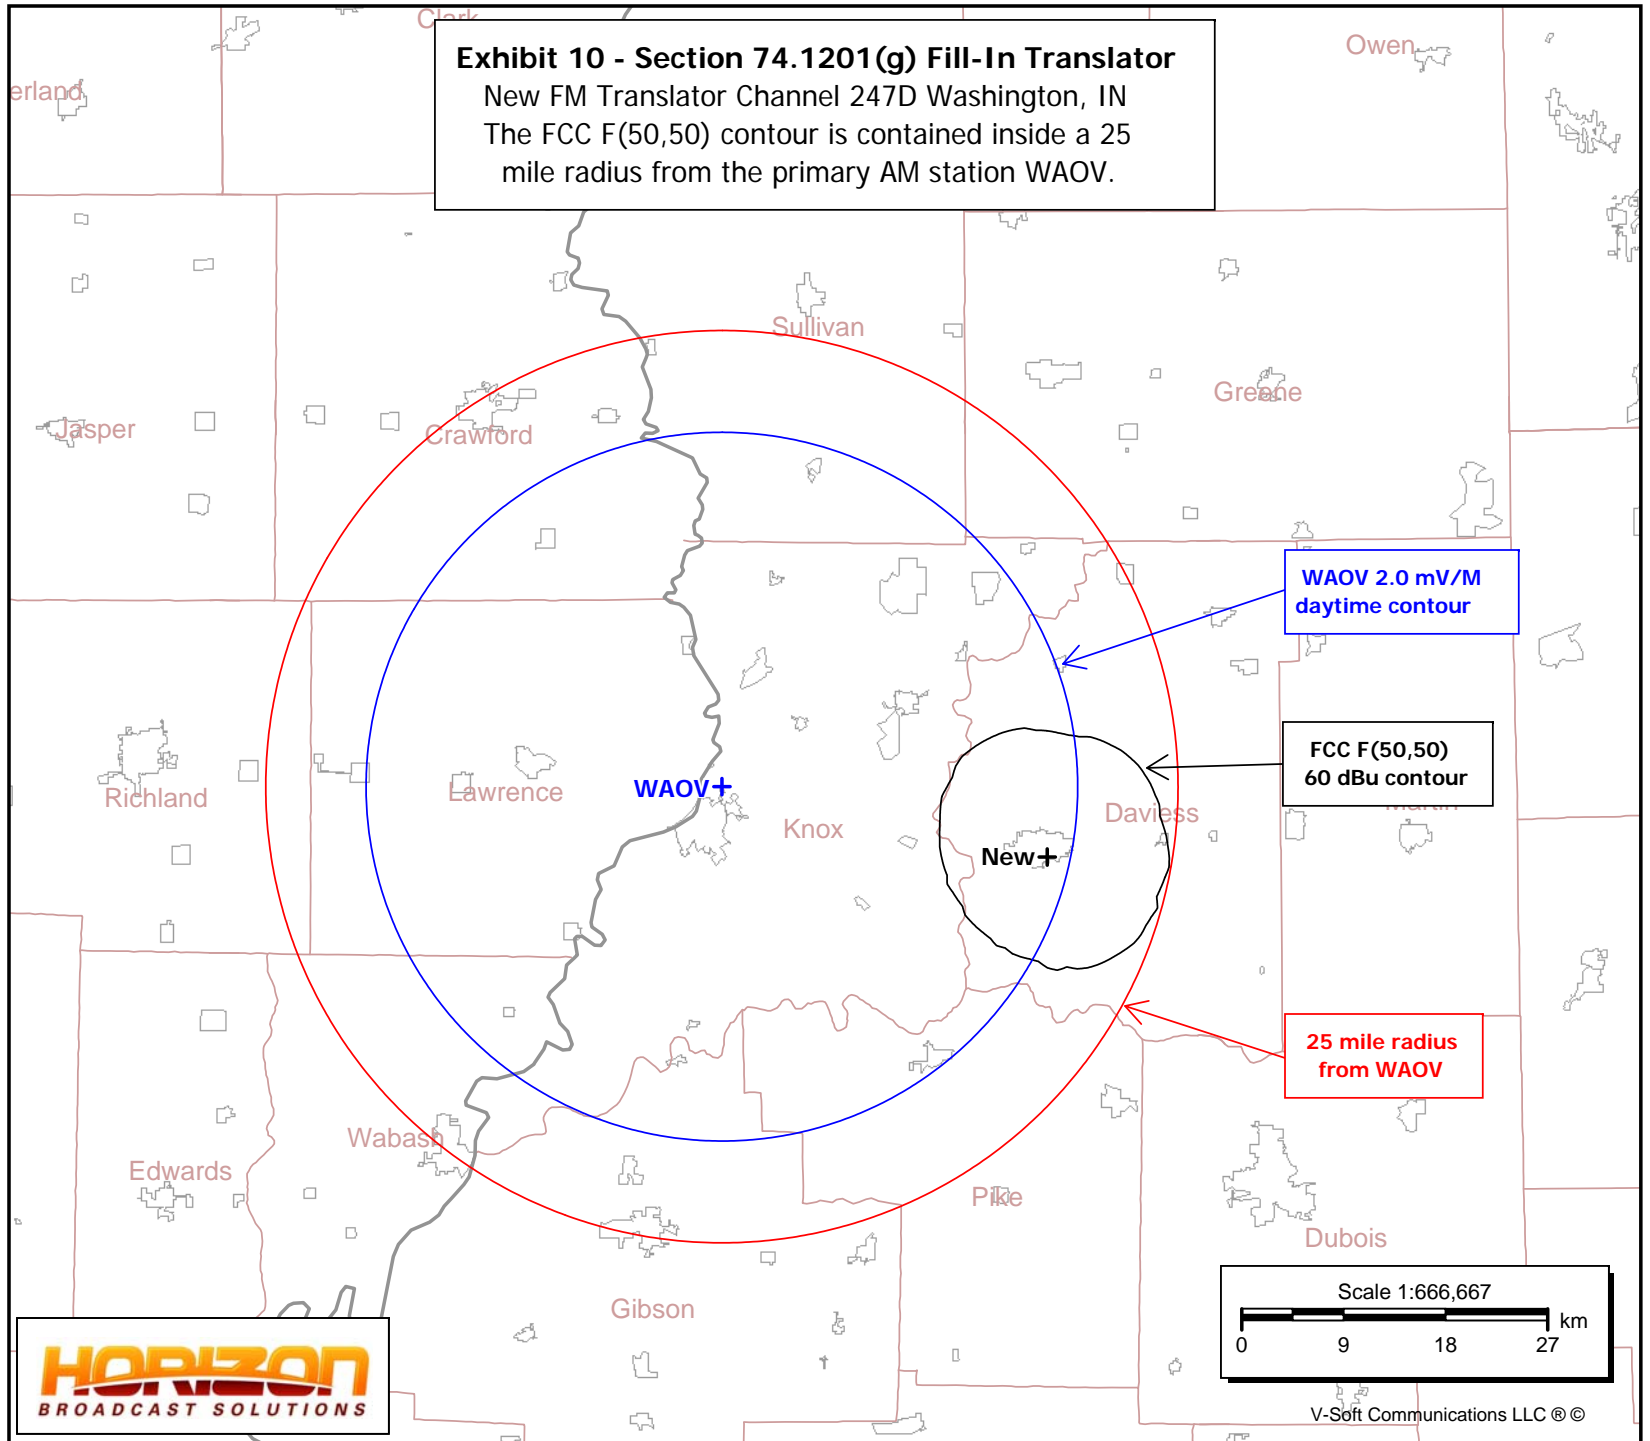 Clark
Exhibit 10 - Section 74.1201(g) Fill-In Translator
New FM Translator Channel 247D Washington, IN
The FCC F(50,50) contour is contained inside a 25
mile radius from the primary AM station WAOV.
Owen
erland
Sullivan
Greene
Jasper
Crawford
WAOV 2.0 mV/M
daytime contour
FCC F(50,50)
60 dBu contour
Richland
Lawrence
WAOV
Knox
Daviess
Martin
New
25 mile radius
from WAOV
Wabash
Edwards
Pike
Dubois
Gibson
Scale 1:666,667
km
0 9 18 27
HORIZON
BROADCAST SOLUTIONS
V-Soft Communications LLC ® ©